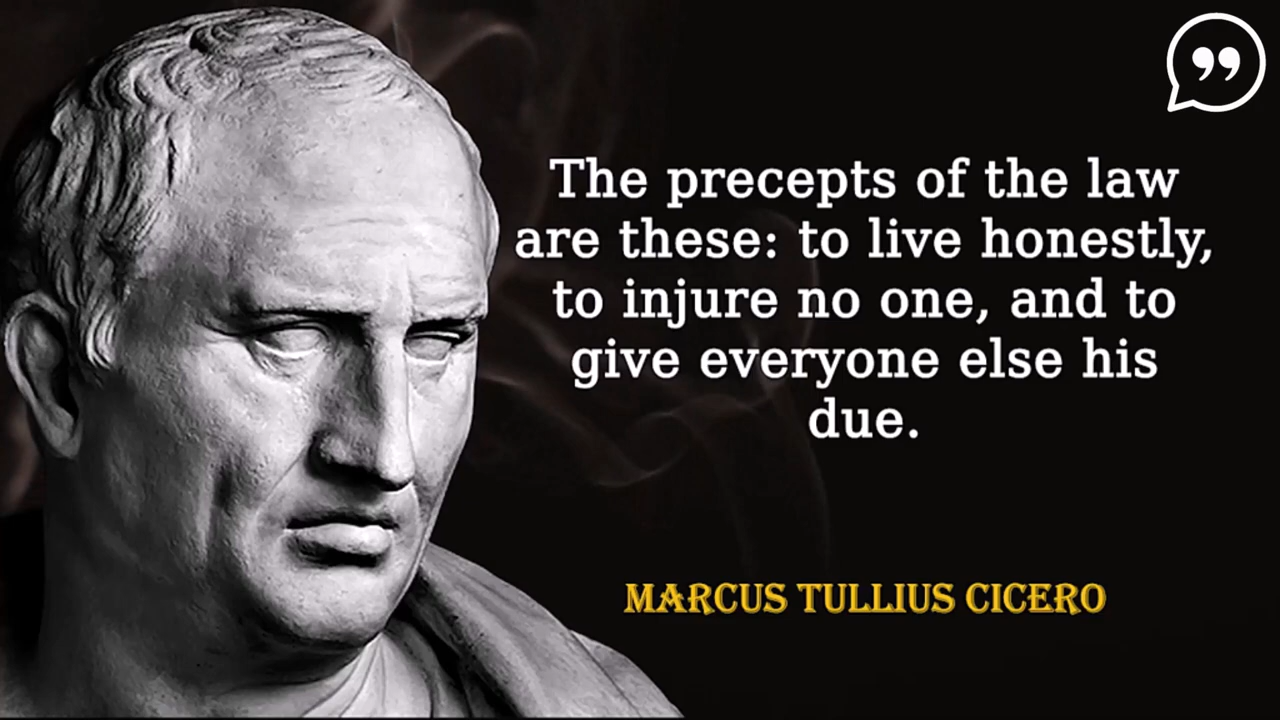 The precepts of the law
are these: to live honestly,
to injure no one, and to
give everyone else his
due.
MARCUS TULLIUS CICERO